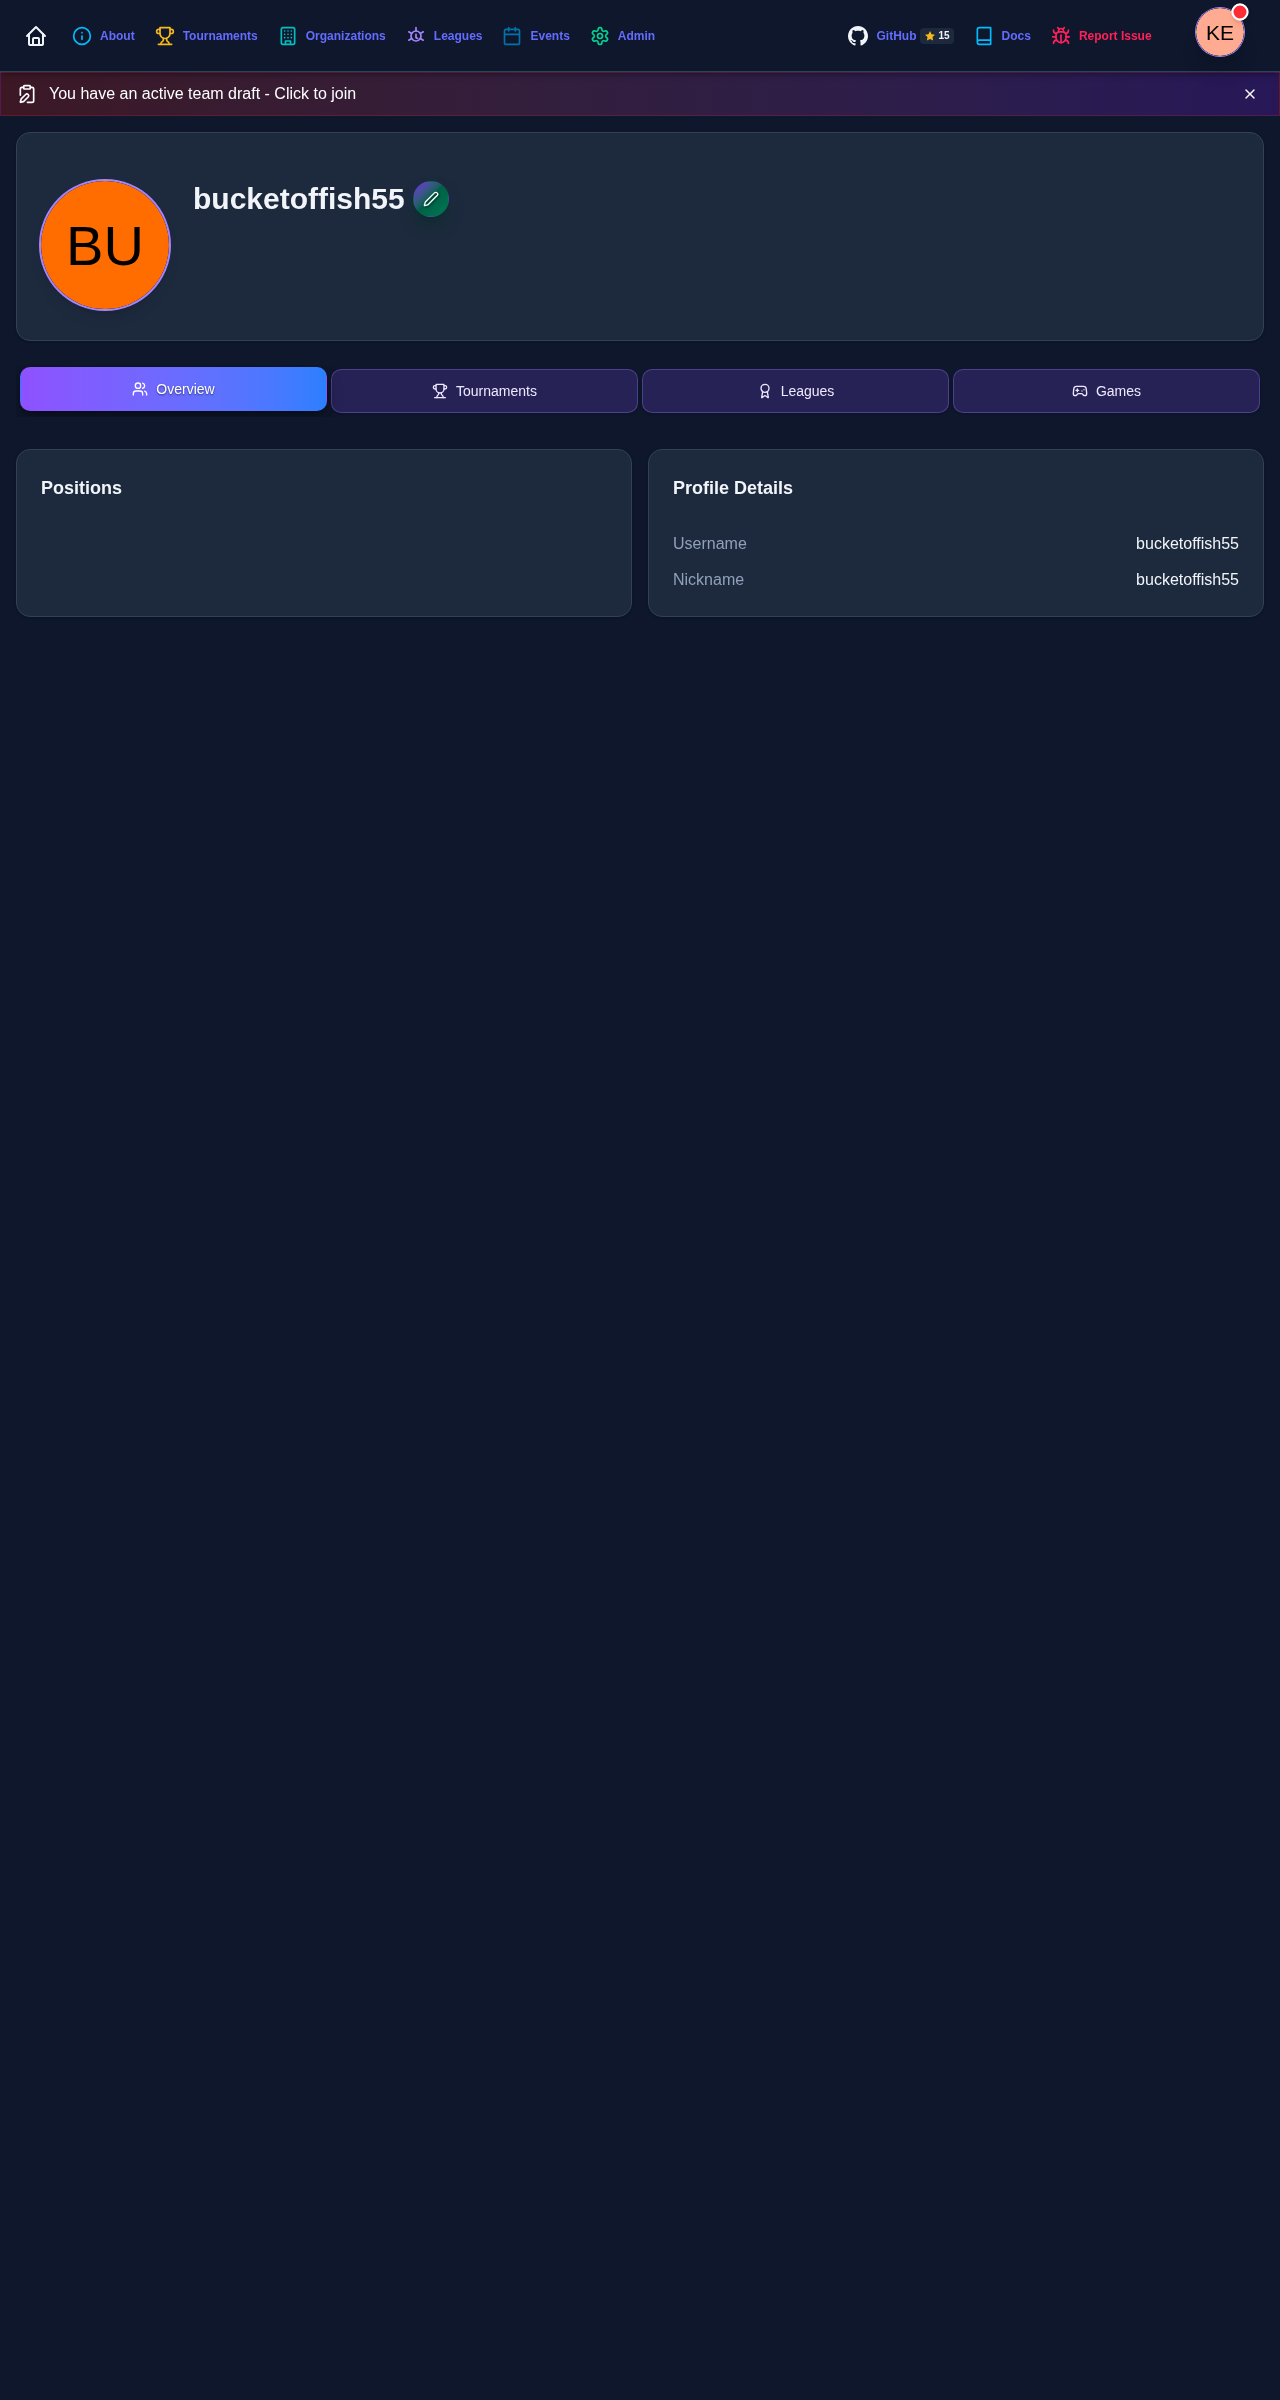 About Tournaments Organizations Leagues Events Admin GitHub 15 Docs Report Issue KE
You have an active team draft - Click to join
BU
bucketoffish55
Overview Tournaments Leagues Games
Positions
Profile Details
Username bucketoffish55
Nickname bucketoffish55